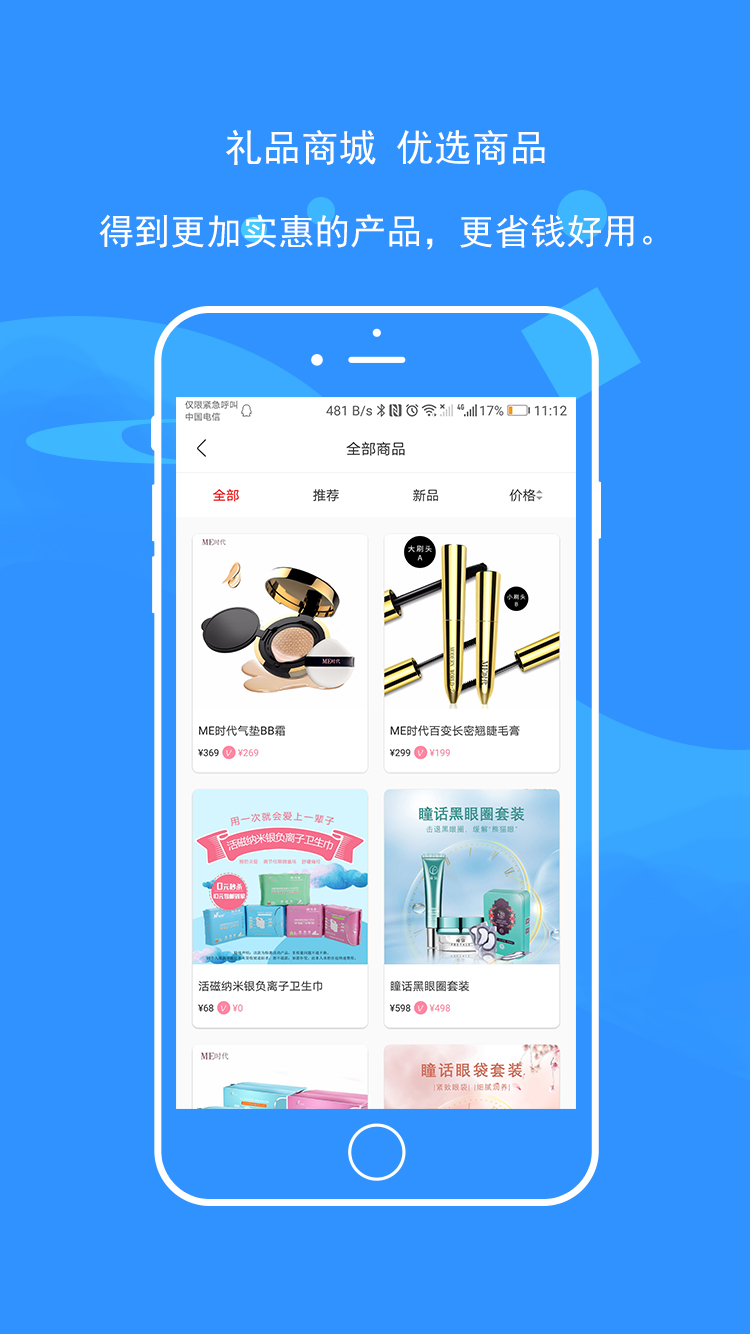 礼品商城 优选商品
得到更加实惠的产品，更省钱好用。
仅限紧急呼叫
中国电信
481 B/s 4G 17% 11:12
全部商品
全部 推荐 新品 价格
ME时代
ME时代
ME时代气垫BB霜
¥369 V ¥269
大刷头
A
小刷头
B
ME时代百变长密翘睫毛膏
¥299 V ¥199
用一次就会爱上一辈子
活磁纳米银负离子卫生巾
0元秒杀
活磁纳米银负离子卫生巾
¥68 V ¥0
瞳话黑眼圈套装
击退黑眼圈，缓解“熊猫眼”
瞳话黑眼圈套装
¥598 V ¥498
ME时代
瞳话眼袋套装
|紧致眼袋| |细腻润养|